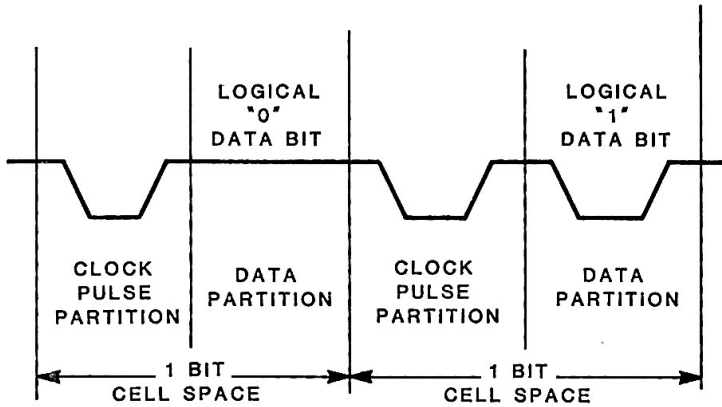 LOGICAL
"0"
DATA BIT
LOGICAL
"1"
DATA BIT
CLOCK
PULSE
PARTITION
DATA
PARTITION
CLOCK
PULSE
PARTITION
DATA
PARTITION
1 BIT
CELL SPACE
1 BIT
CELL SPACE